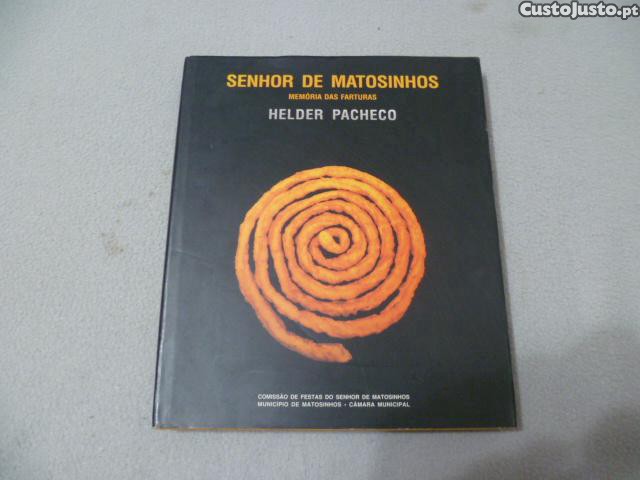 CustoJusto.pt
SENHOR DE MATOSINHOS
MEMÓRIA DAS FARTURAS
HELDER PACHECO
COMISSÃO DE FESTAS DO SENHOR DE MATOSINHOS
MUNICÍPIO DE MATOSINHOS - CÂMARA MUNICIPAL